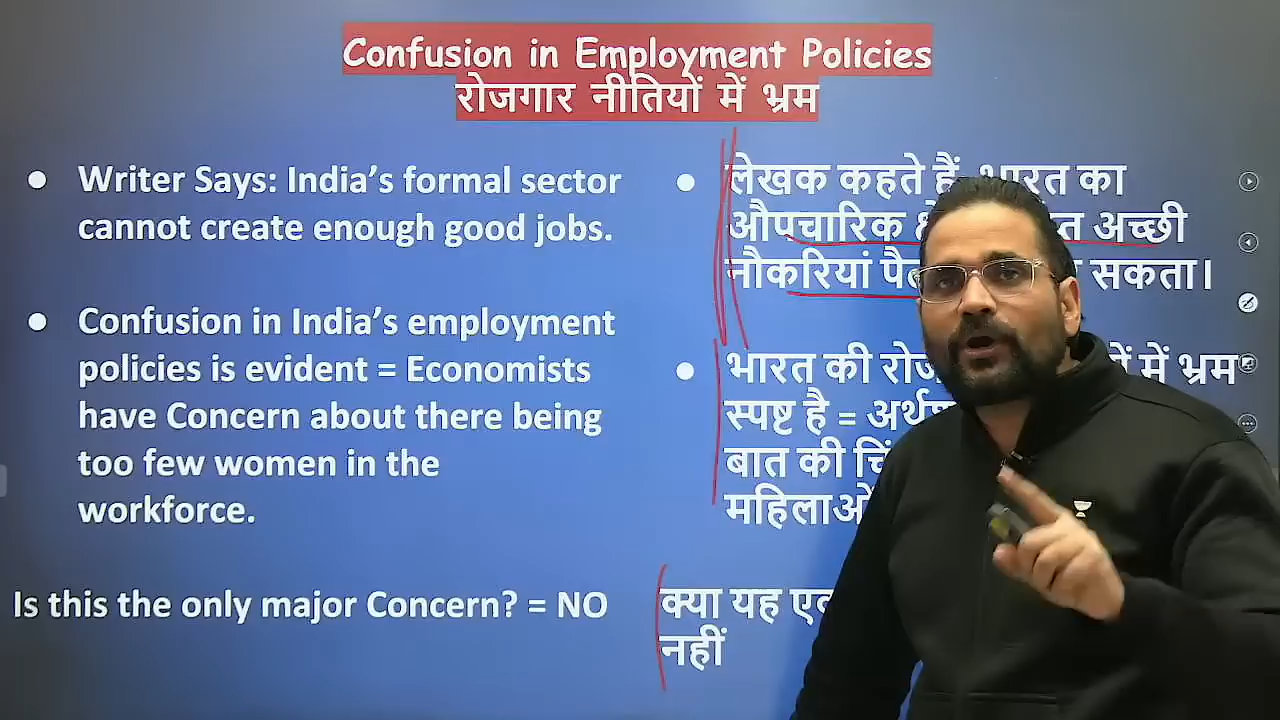 Confusion in Employment Policies
रोजगार नीतियों में भ्रम
● Writer Says: India's formal sector
cannot create enough good jobs.
● Confusion in India's employment
policies is evident = Economists
have Concern about there being
too few women in the
workforce.
Is this the only major Concern? = NO
● लेखक कहते हैं, भारत का
औपचारिक अच्छी
नौकरियां सकता।
● भारत की में भ्रम
स्पष्ट है =
बात की
क्या यह
नहीं